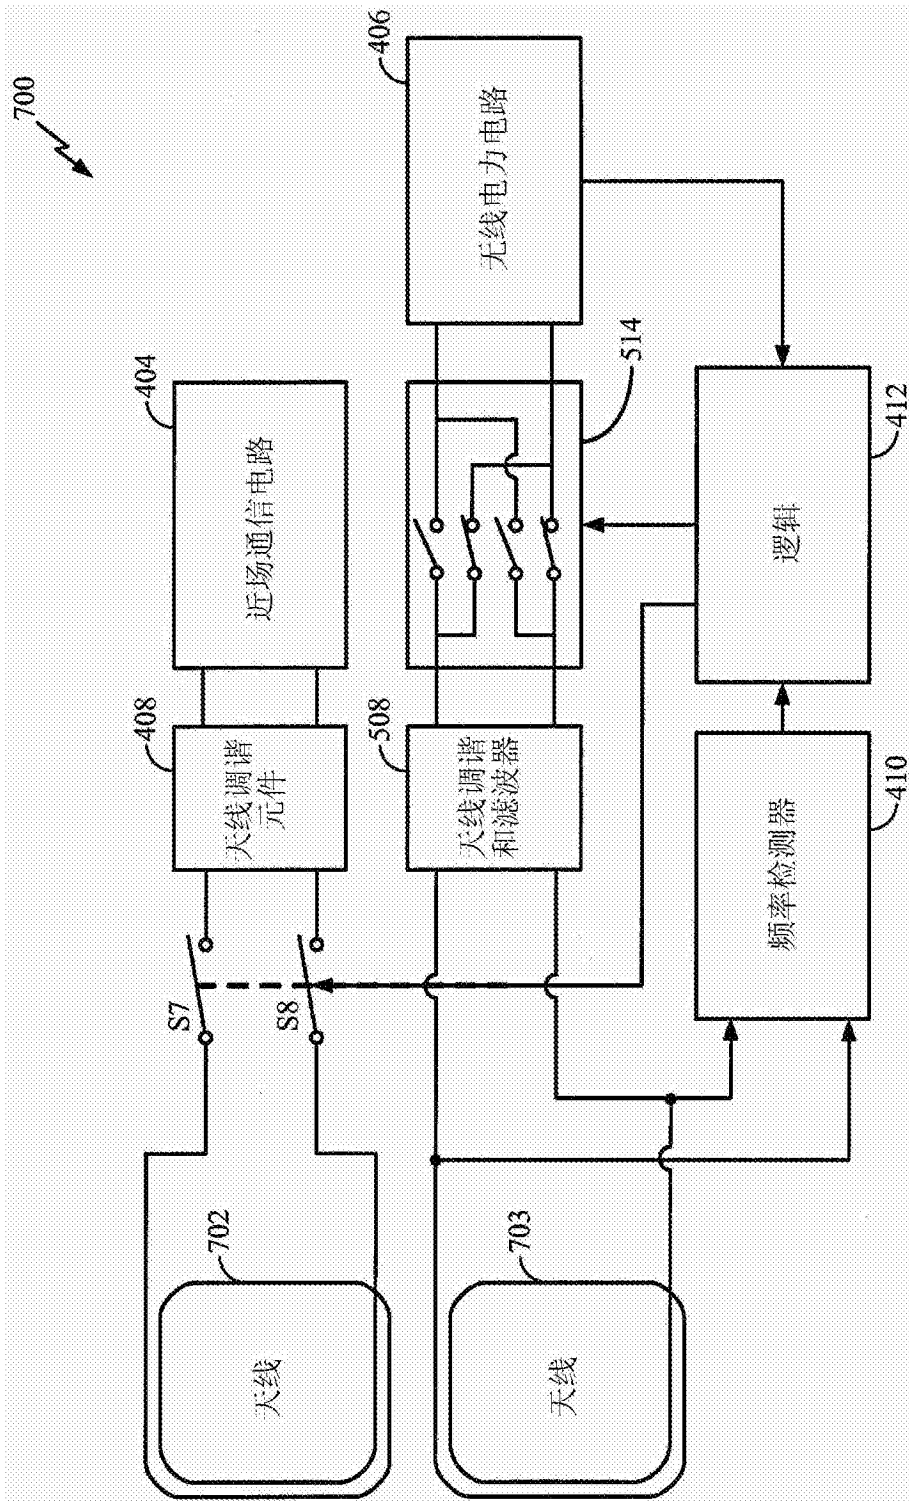 700
702
天线
S7
S8
408
天线调谐
元件
404
近场通信电路
703
天线
508
天线调谐
和滤波器
514
406
无线电力电路
410
频率检测器
412
逻辑